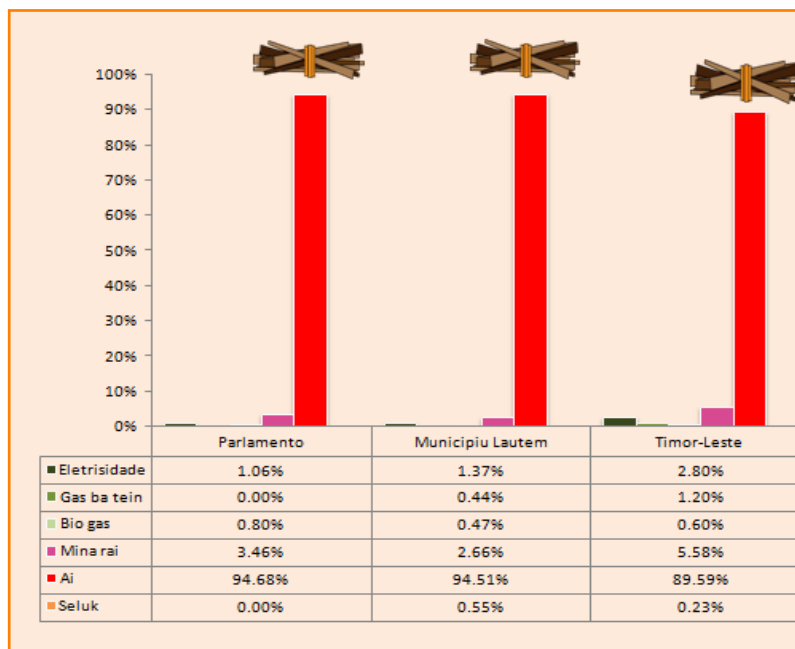 100%
90%
80%
70%
60%
50%
40%
30%
20%
10%
0%
Parlamento Municipiu Lautem Timor-Leste
Eletrisidade 1.06% 1.37% 2.80%
Gas ba tein 0.00% 0.44% 1.20%
Bio gas 0.80% 0.47% 0.60%
Mina rai 3.46% 2.66% 5.58%
Ai 94.68% 94.51% 89.59%
Seluk 0.00% 0.55% 0.23%